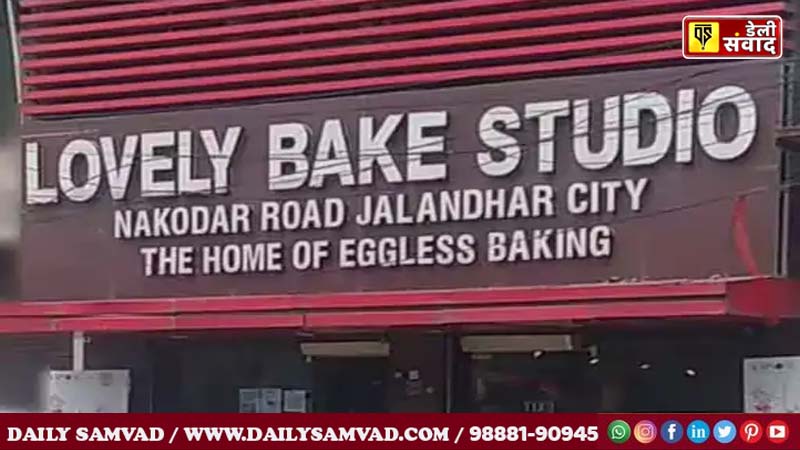 डेली
संवाद
LOVELY BAKE STUDIO
NAKODAR ROAD JALANDHAR CITY
THE HOME OF EGGLESS BAKING
DAILY SAMVAD / WWW.DAILYSAMVAD.COM / 98881-90945